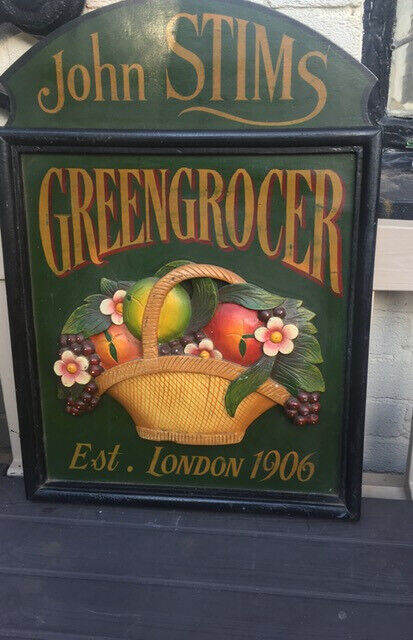 John STIMS
GREENGROCER
Est. LONDON 1906